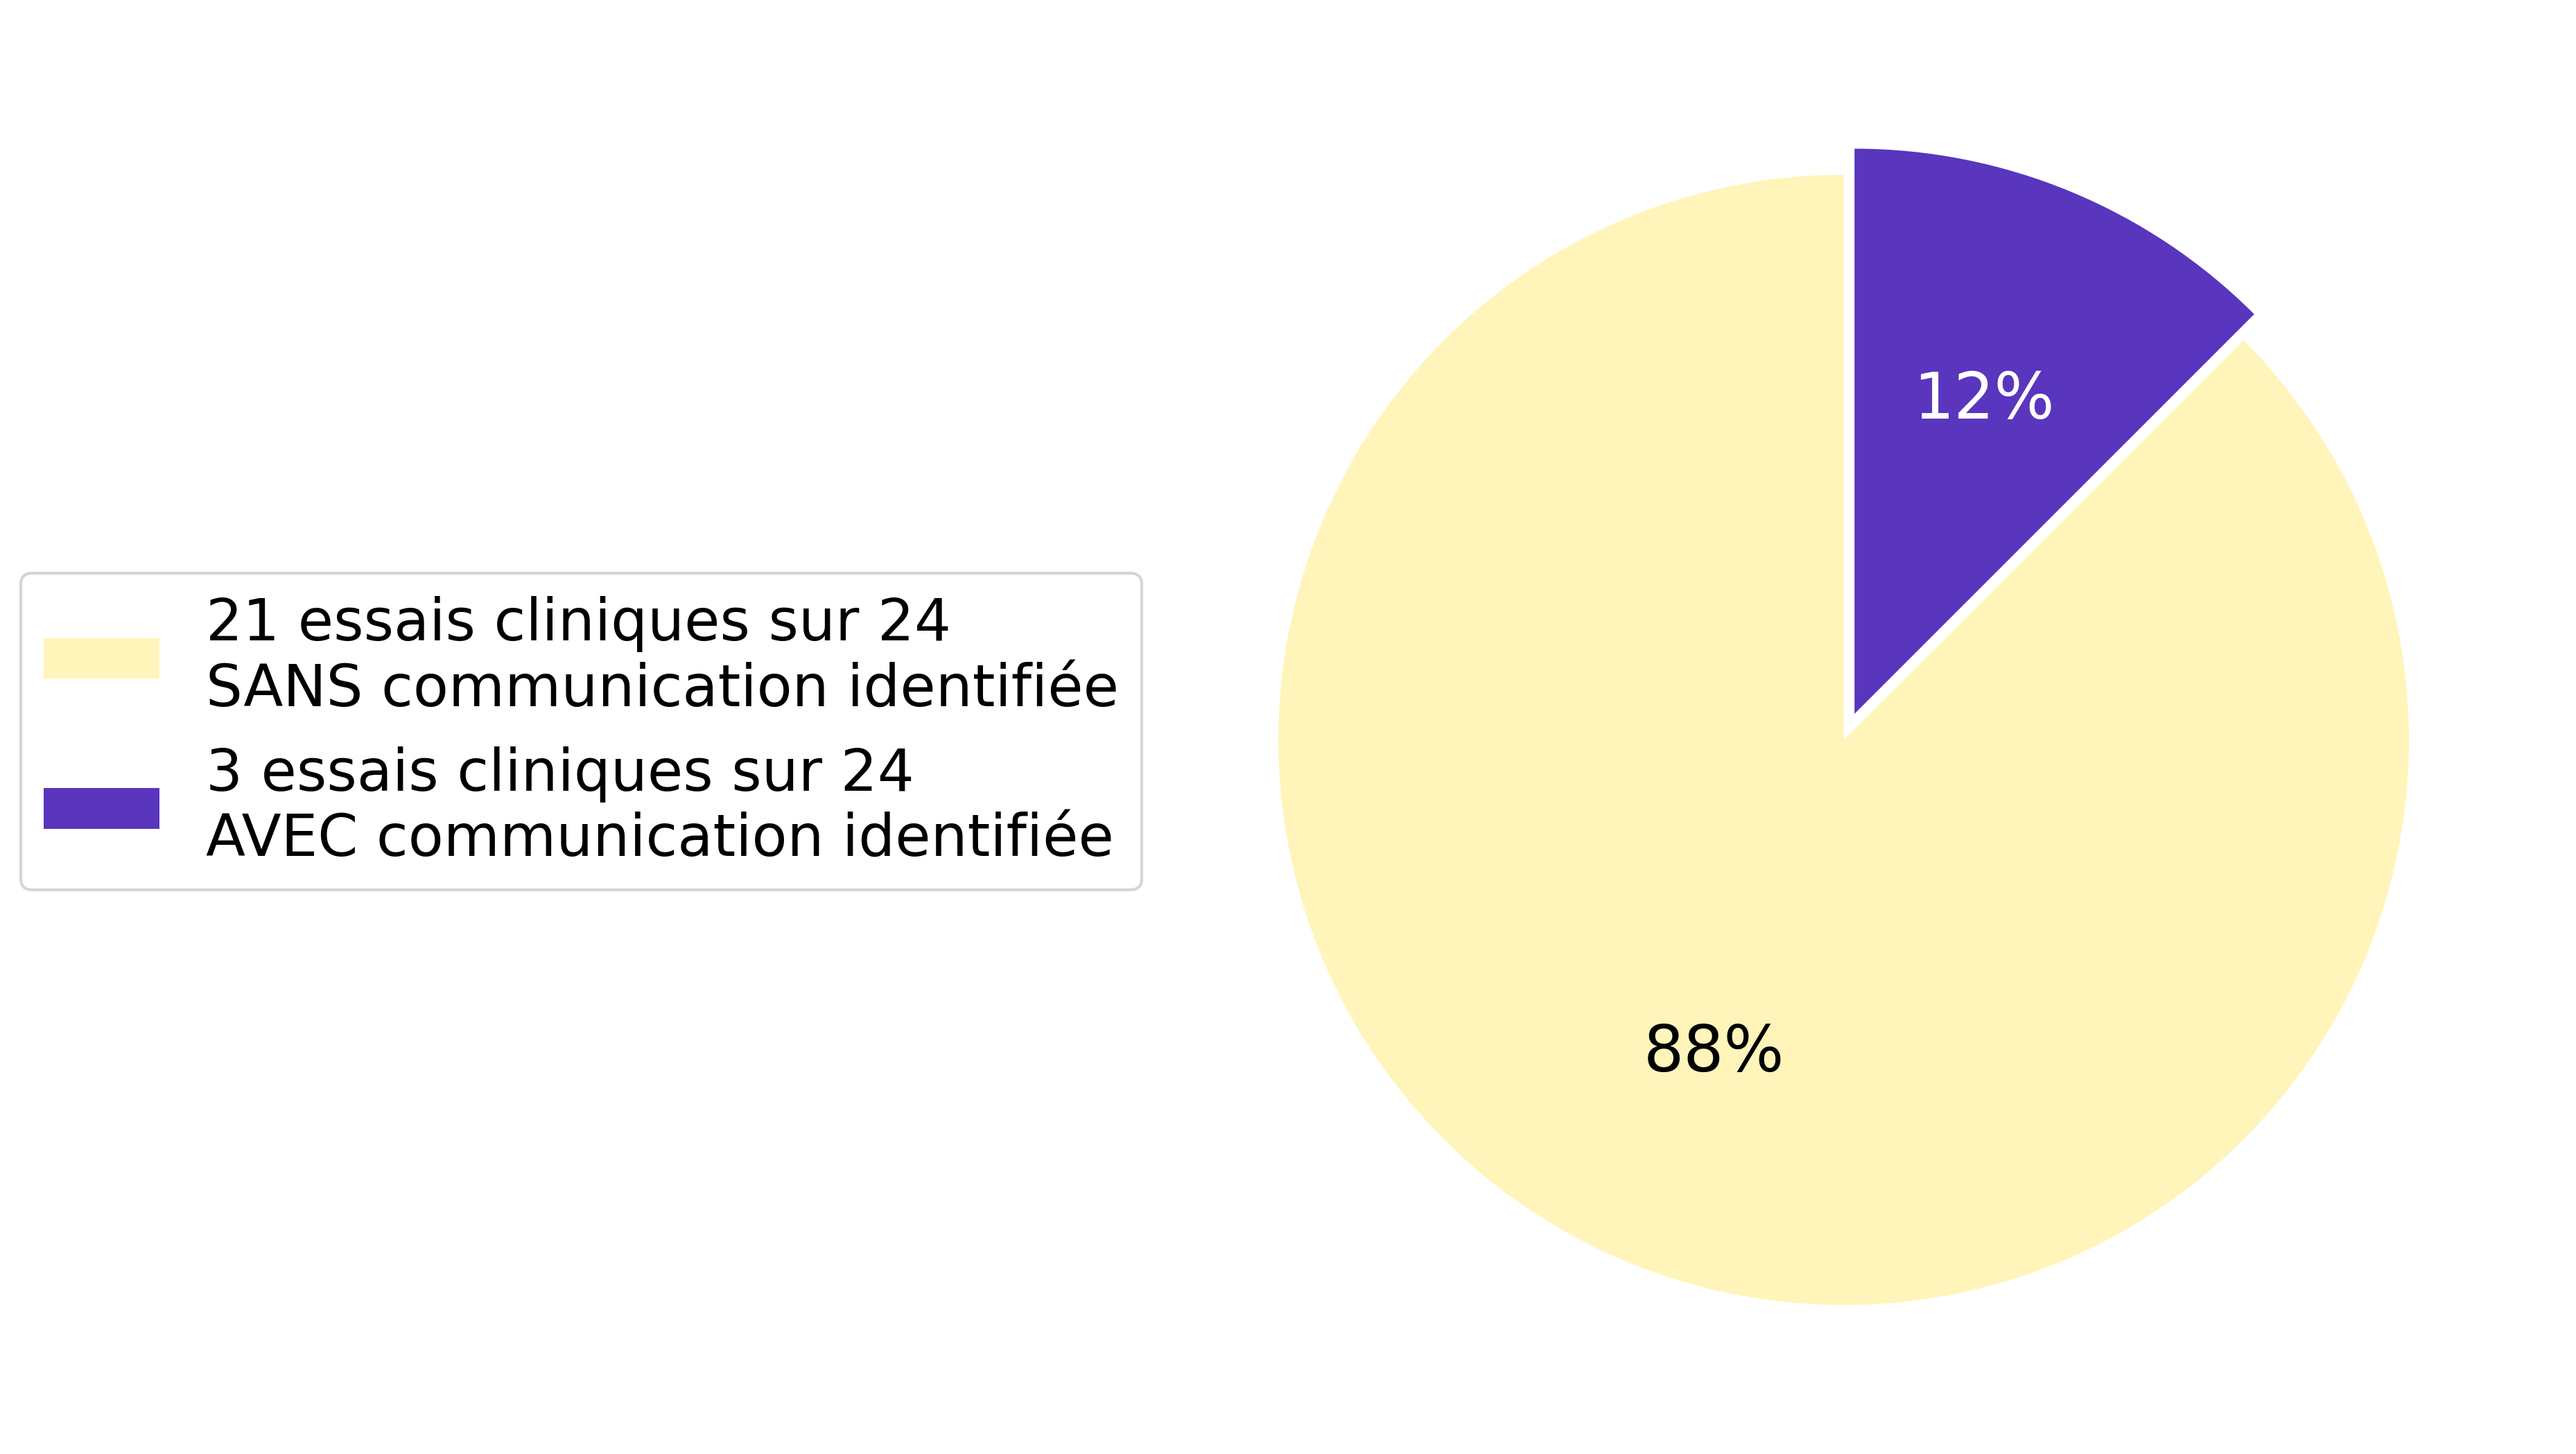 21 essais cliniques sur 24
SANS communication identifiée
3 essais cliniques sur 24
AVEC communication identifiée
12%
88%